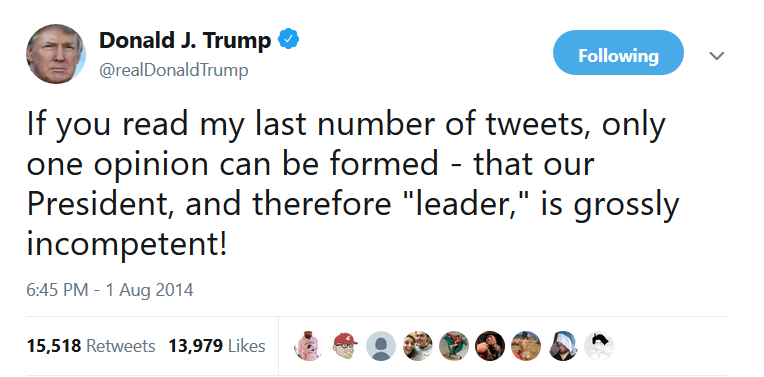 Donald J. Trump
@realDonaldTrump
Following
If you read my last number of tweets, only
one opinion can be formed - that our
President, and therefore "leader," is grossly
incompetent!
6:45 PM - 1 Aug 2014
15,518 Retweets 13,979 Likes